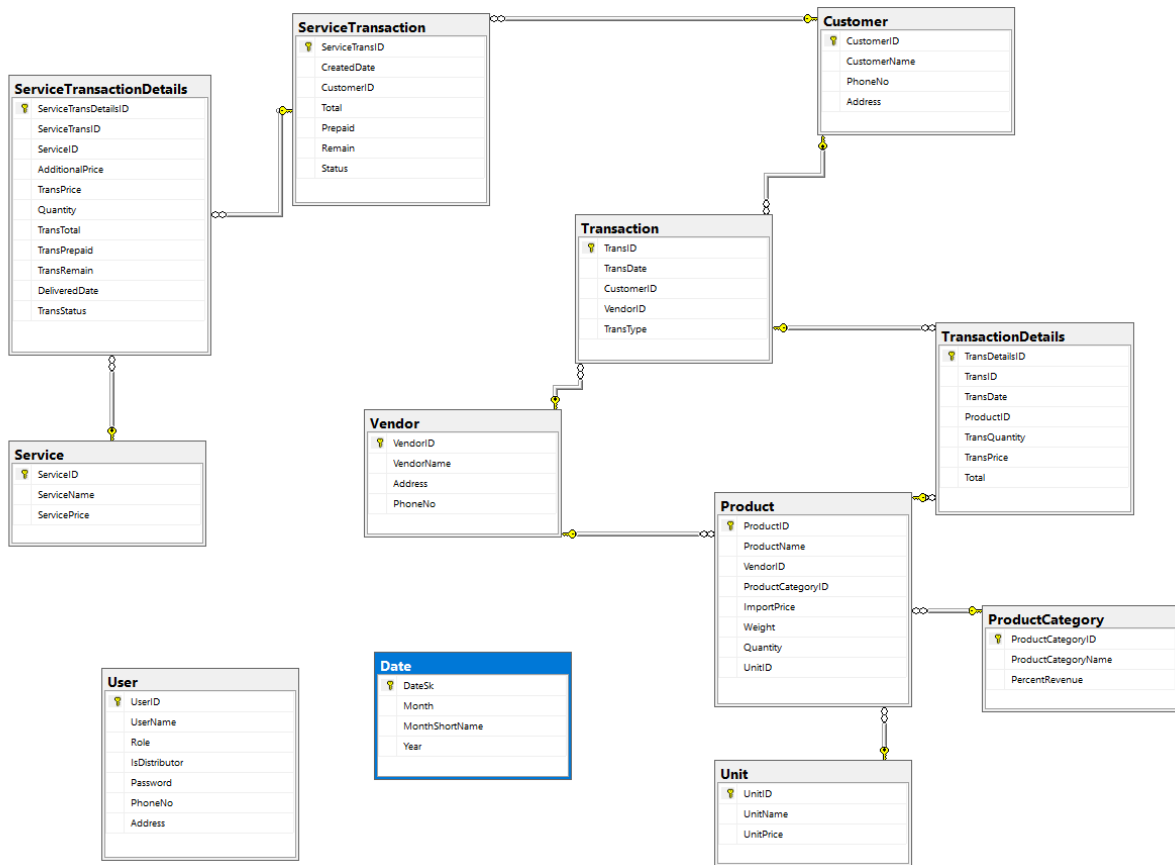 ServiceTransaction
ServiceTransID
CreatedDate
CustomerID
Total
Prepaid
Remain
Status
Customer
CustomerID
CustomerName
PhoneNo
Address
ServiceTransactionDetails
ServiceTransDetailsID
ServiceTransID
ServiceID
AdditionalPrice
TransPrice
Quantity
TransTotal
TransPrepaid
TransRemain
DeliveredDate
TransStatus
Transaction
TransID
TransDate
CustomerID
VendorID
TransType
TransactionDetails
TransDetailsID
TransID
TransDate
ProductID
TransQuantity
TransPrice
Total
Vendor
VendorID
VendorName
Address
PhoneNo
Service
ServiceID
ServiceName
ServicePrice
Product
ProductID
ProductName
VendorID
ProductCategoryID
ImportPrice
Weight
Quantity
UnitID
ProductCategory
ProductCategoryID
ProductCategoryName
PercentRevenue
User
UserID
UserName
Role
IsDistributor
Password
PhoneNo
Address
Date
DateSk
Month
MonthShortName
Year
Unit
UnitID
UnitName
UnitPrice